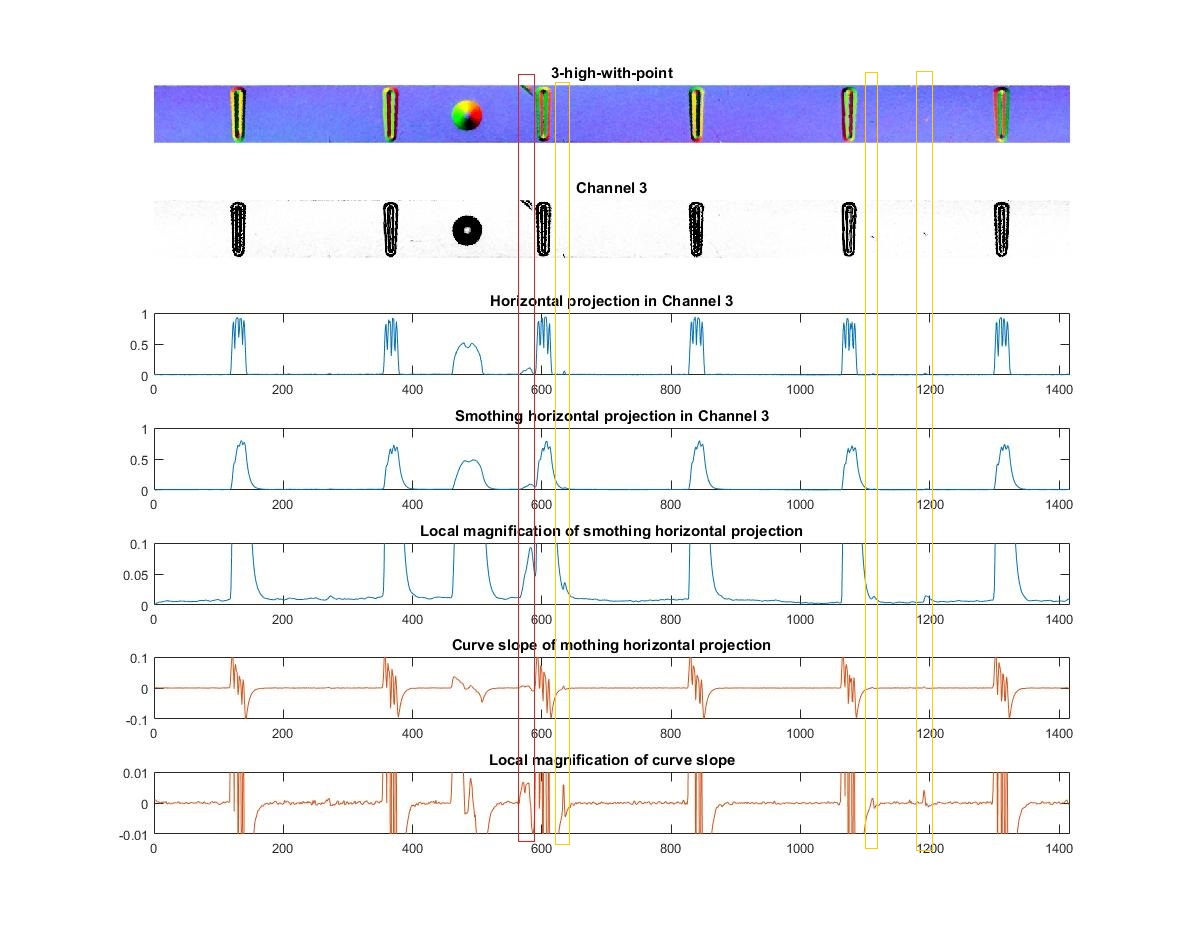 3-high-with-point
Channel 3
Horizontal projection in Channel 3
1
0.5
0
0 200 400 600 800 1000 1200 1400
Smothing horizontal projection in Channel 3
1
0.5
0
0 200 400 600 800 1000 1200 1400
Local magnification of smothing horizontal projection
0.1
0.05
0
0 200 400 600 800 1000 1200 1400
Curve slope of mothing horizontal projection
0.1
0
-0.1
0 200 400 600 800 1000 1200 1400
Local magnification of curve slope
0.01
0
-0.01
0 200 400 600 800 1000 1200 1400